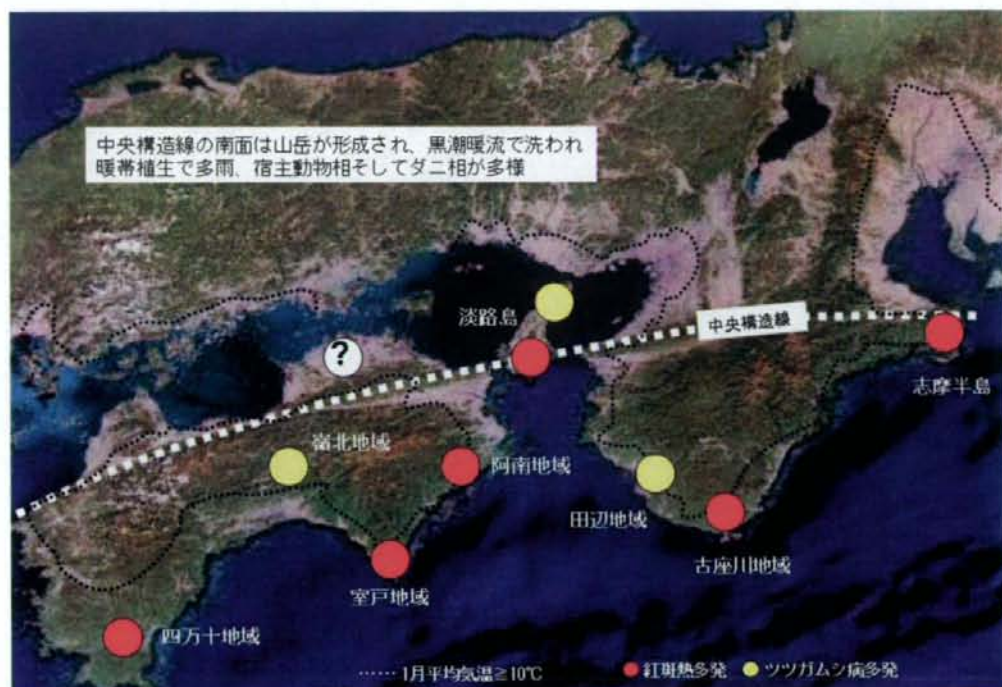 中央構造線の南面は山岳が形成され、黒潮暖流で洗われ
暖帯植生で多雨、宿主動物相そしてダニ相が多様
淡路島
中央構造線
?
志摩半島
嶺北地域
阿南地域
田辺地域
古座川地域
室戸地域
四万十地域
1月平均気温≧10℃
紅斑熱多発
ツツガムシ病多発